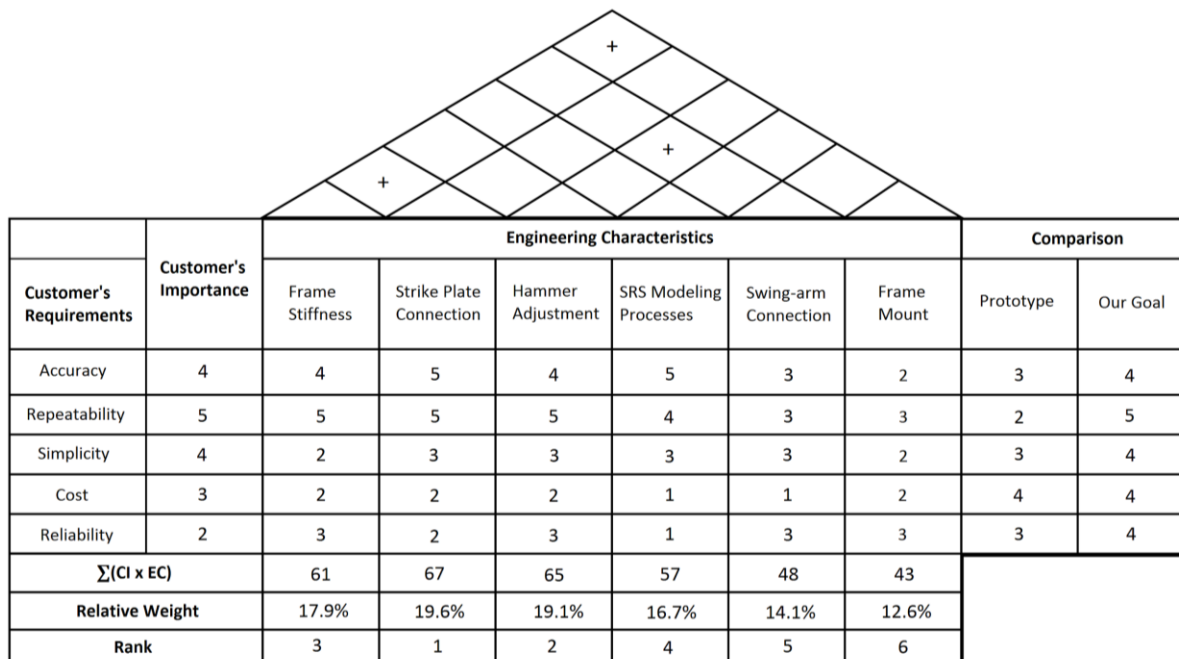 +
+
+
Engineering Characteristics Comparison
Customer's Requirements Customer's Importance Frame Stiffness Strike Plate Connection Hammer Adjustment SRS Modeling Processes Swing-arm Connection Frame Mount Prototype Our Goal
Accuracy 4 4 5 4 5 3 2 3 4
Repeatability 5 5 5 5 4 3 3 2 5
Simplicity 4 2 3 3 3 3 2 3 4
Cost 3 2 2 2 1 1 2 4 4
Reliability 2 3 2 3 1 3 3 3 4
∑(CI x EC) 61 67 65 57 48 43
Relative Weight 17.9% 19.6% 19.1% 16.7% 14.1% 12.6%
Rank 3 1 2 4 5 6